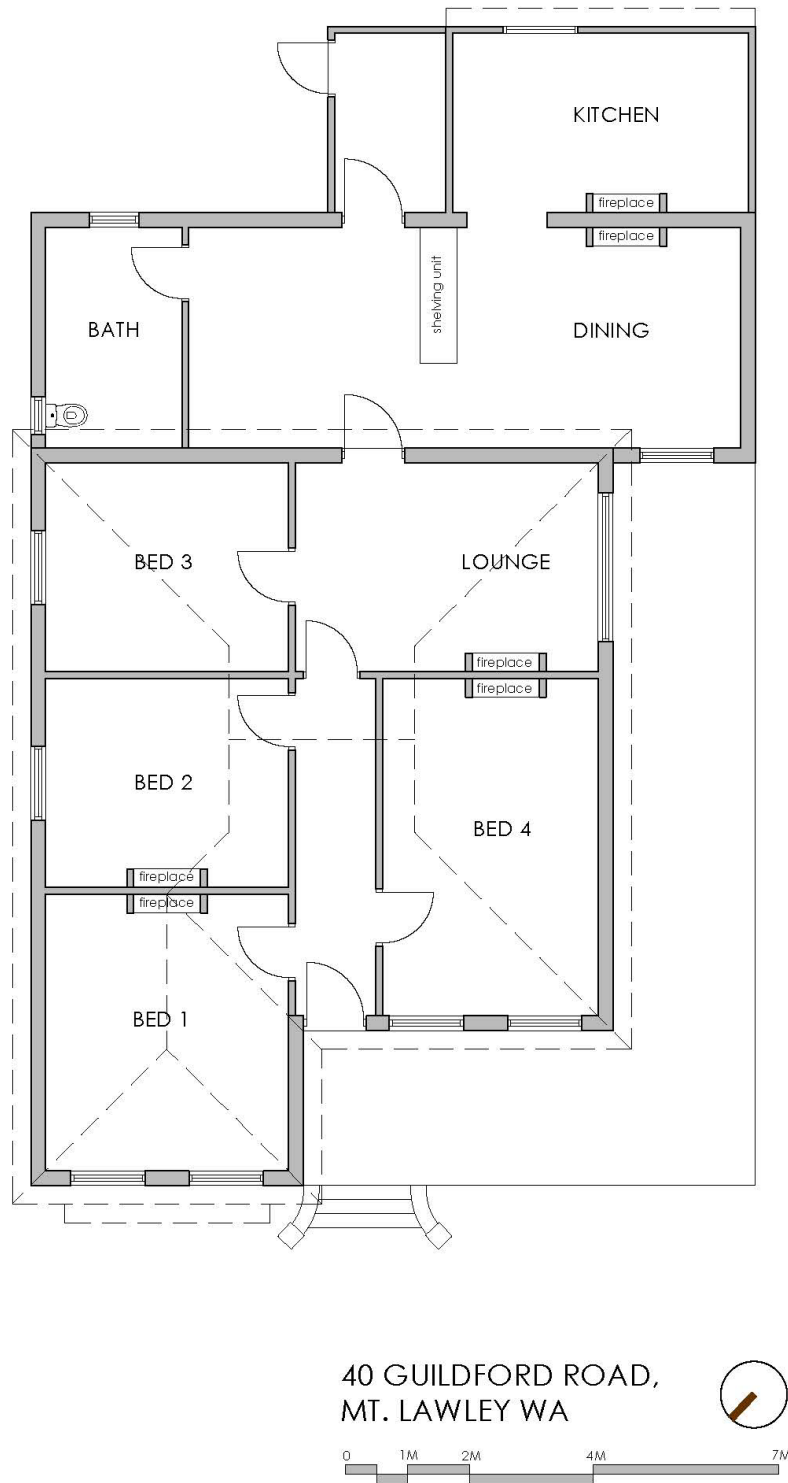 KITCHEN
fireplace
fireplace
shelving unit
BATH
DINING
BED 3
LOUNGE
fireplace
fireplace
BED 2
BED 4
fireplace
fireplace
BED 1
40 GUILDFORD ROAD,
MT. LAWLEY WA
0 1M 2M 4M 7M